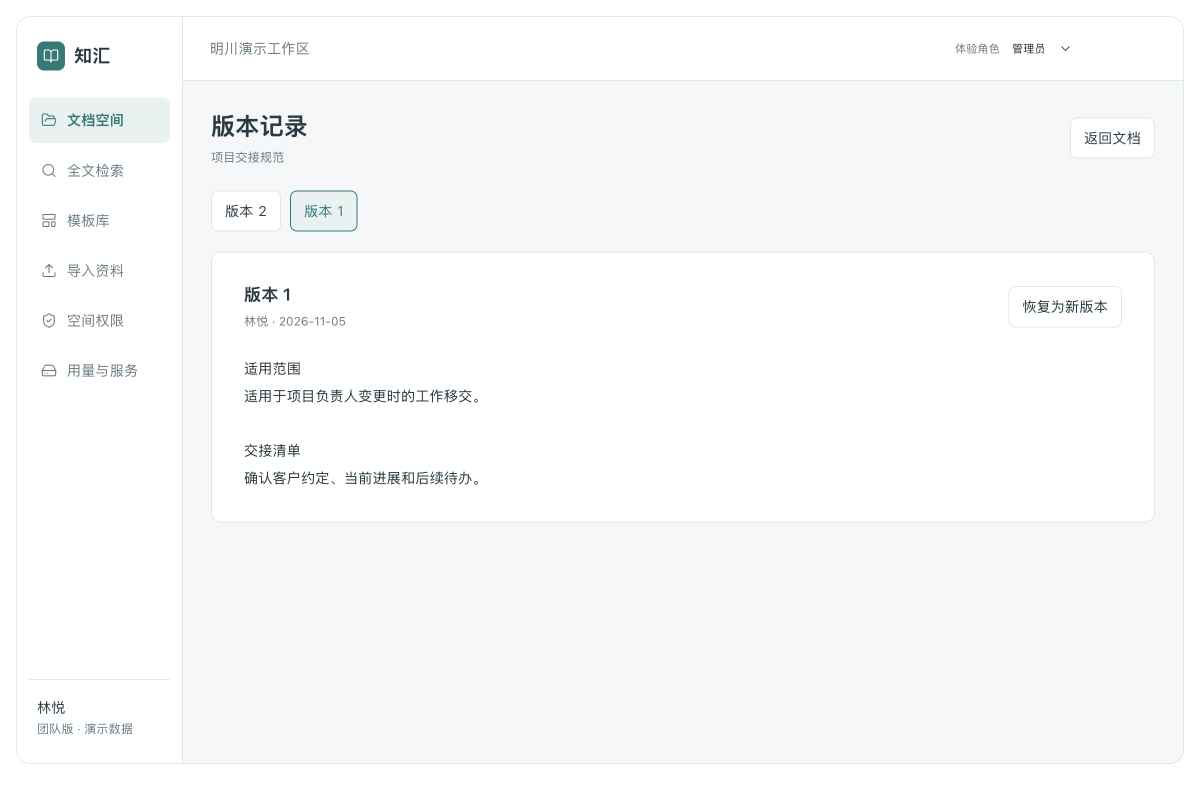 知汇
文档空间
全文检索
模板库
导入资料
空间权限
用量与服务
林悦
团队版 · 演示数据
明川演示工作区
体验角色 管理员
版本记录
项目交接规范
返回文档
版本 2 版本 1
版本 1
林悦 · 2026-11-05
恢复为新版本
适用范围
适用于项目负责人变更时的工作移交。
交接清单
确认客户约定、当前进展和后续待办。